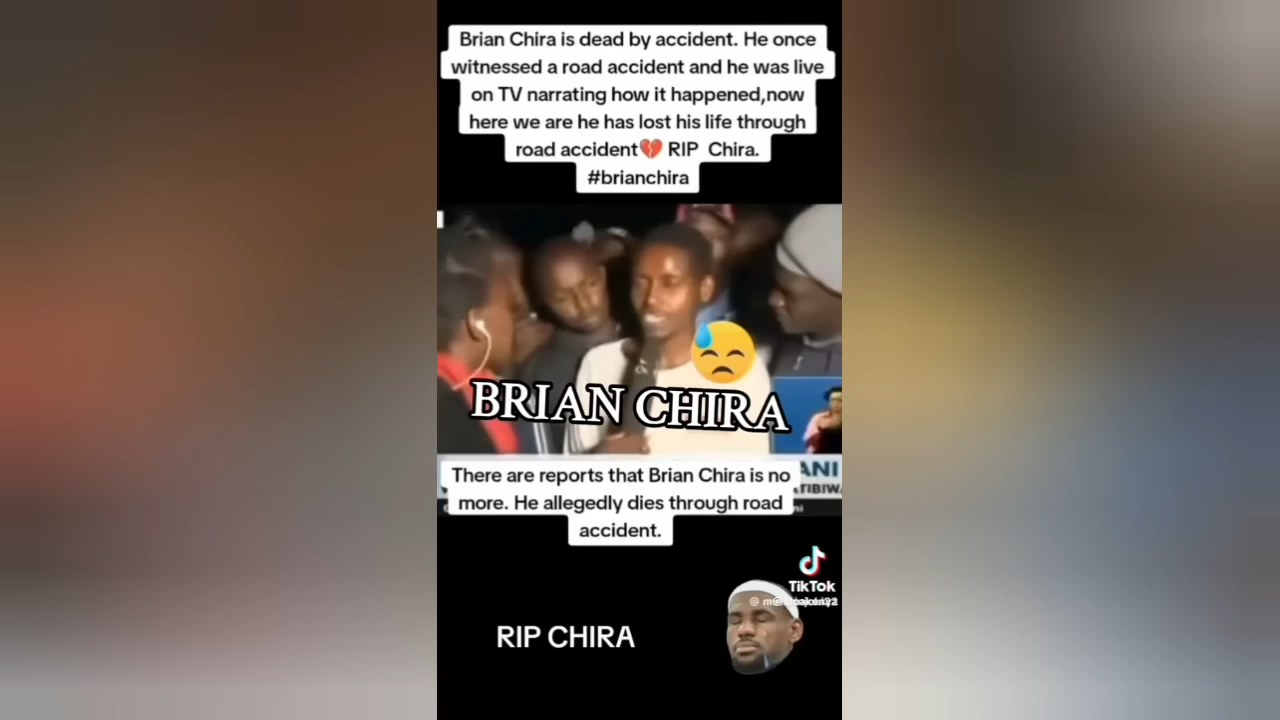 Brian Chira is dead by accident. He once
witnessed a road accident and he was live
on TV narrating how it happened,now
here we are he has lost his life through
road accident💔 RIP  Chira.
#brianchira
BRIAN CHIRA
ANI
There are reports that Brian Chira is no
more. He allegedly dies through road
accident.
TikTok
RIP CHIRA